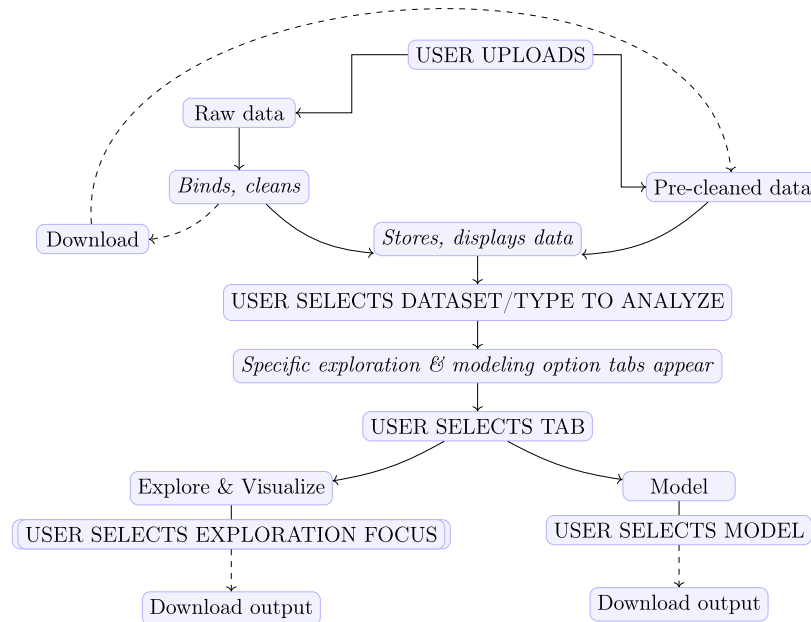 USER UPLOADS
Raw data
Binds, cleans
Pre-cleaned data
Download
Stores, displays data
USER SELECTS DATASET/TYPE TO ANALYZE
Specific exploration & modeling option tabs appear
USER SELECTS TAB
Explore & Visualize
Model
USER SELECTS EXPLORATION FOCUS
USER SELECTS MODEL
Download output
Download output